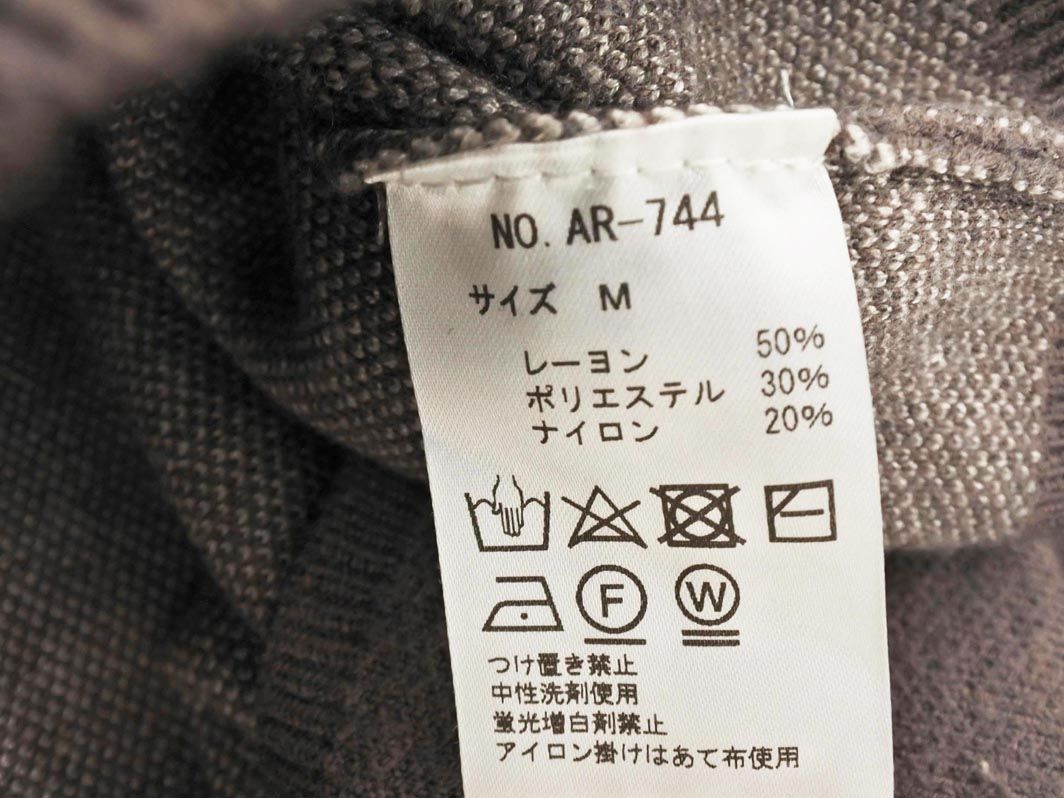 NO. AR-744
サイズ M
レーヨン 50%
ポリエステル 30%
ナイロン 20%
F W
つけ置き禁止
中性洗剤使用
蛍光増白剤禁止
アイロン掛けはあて布使用